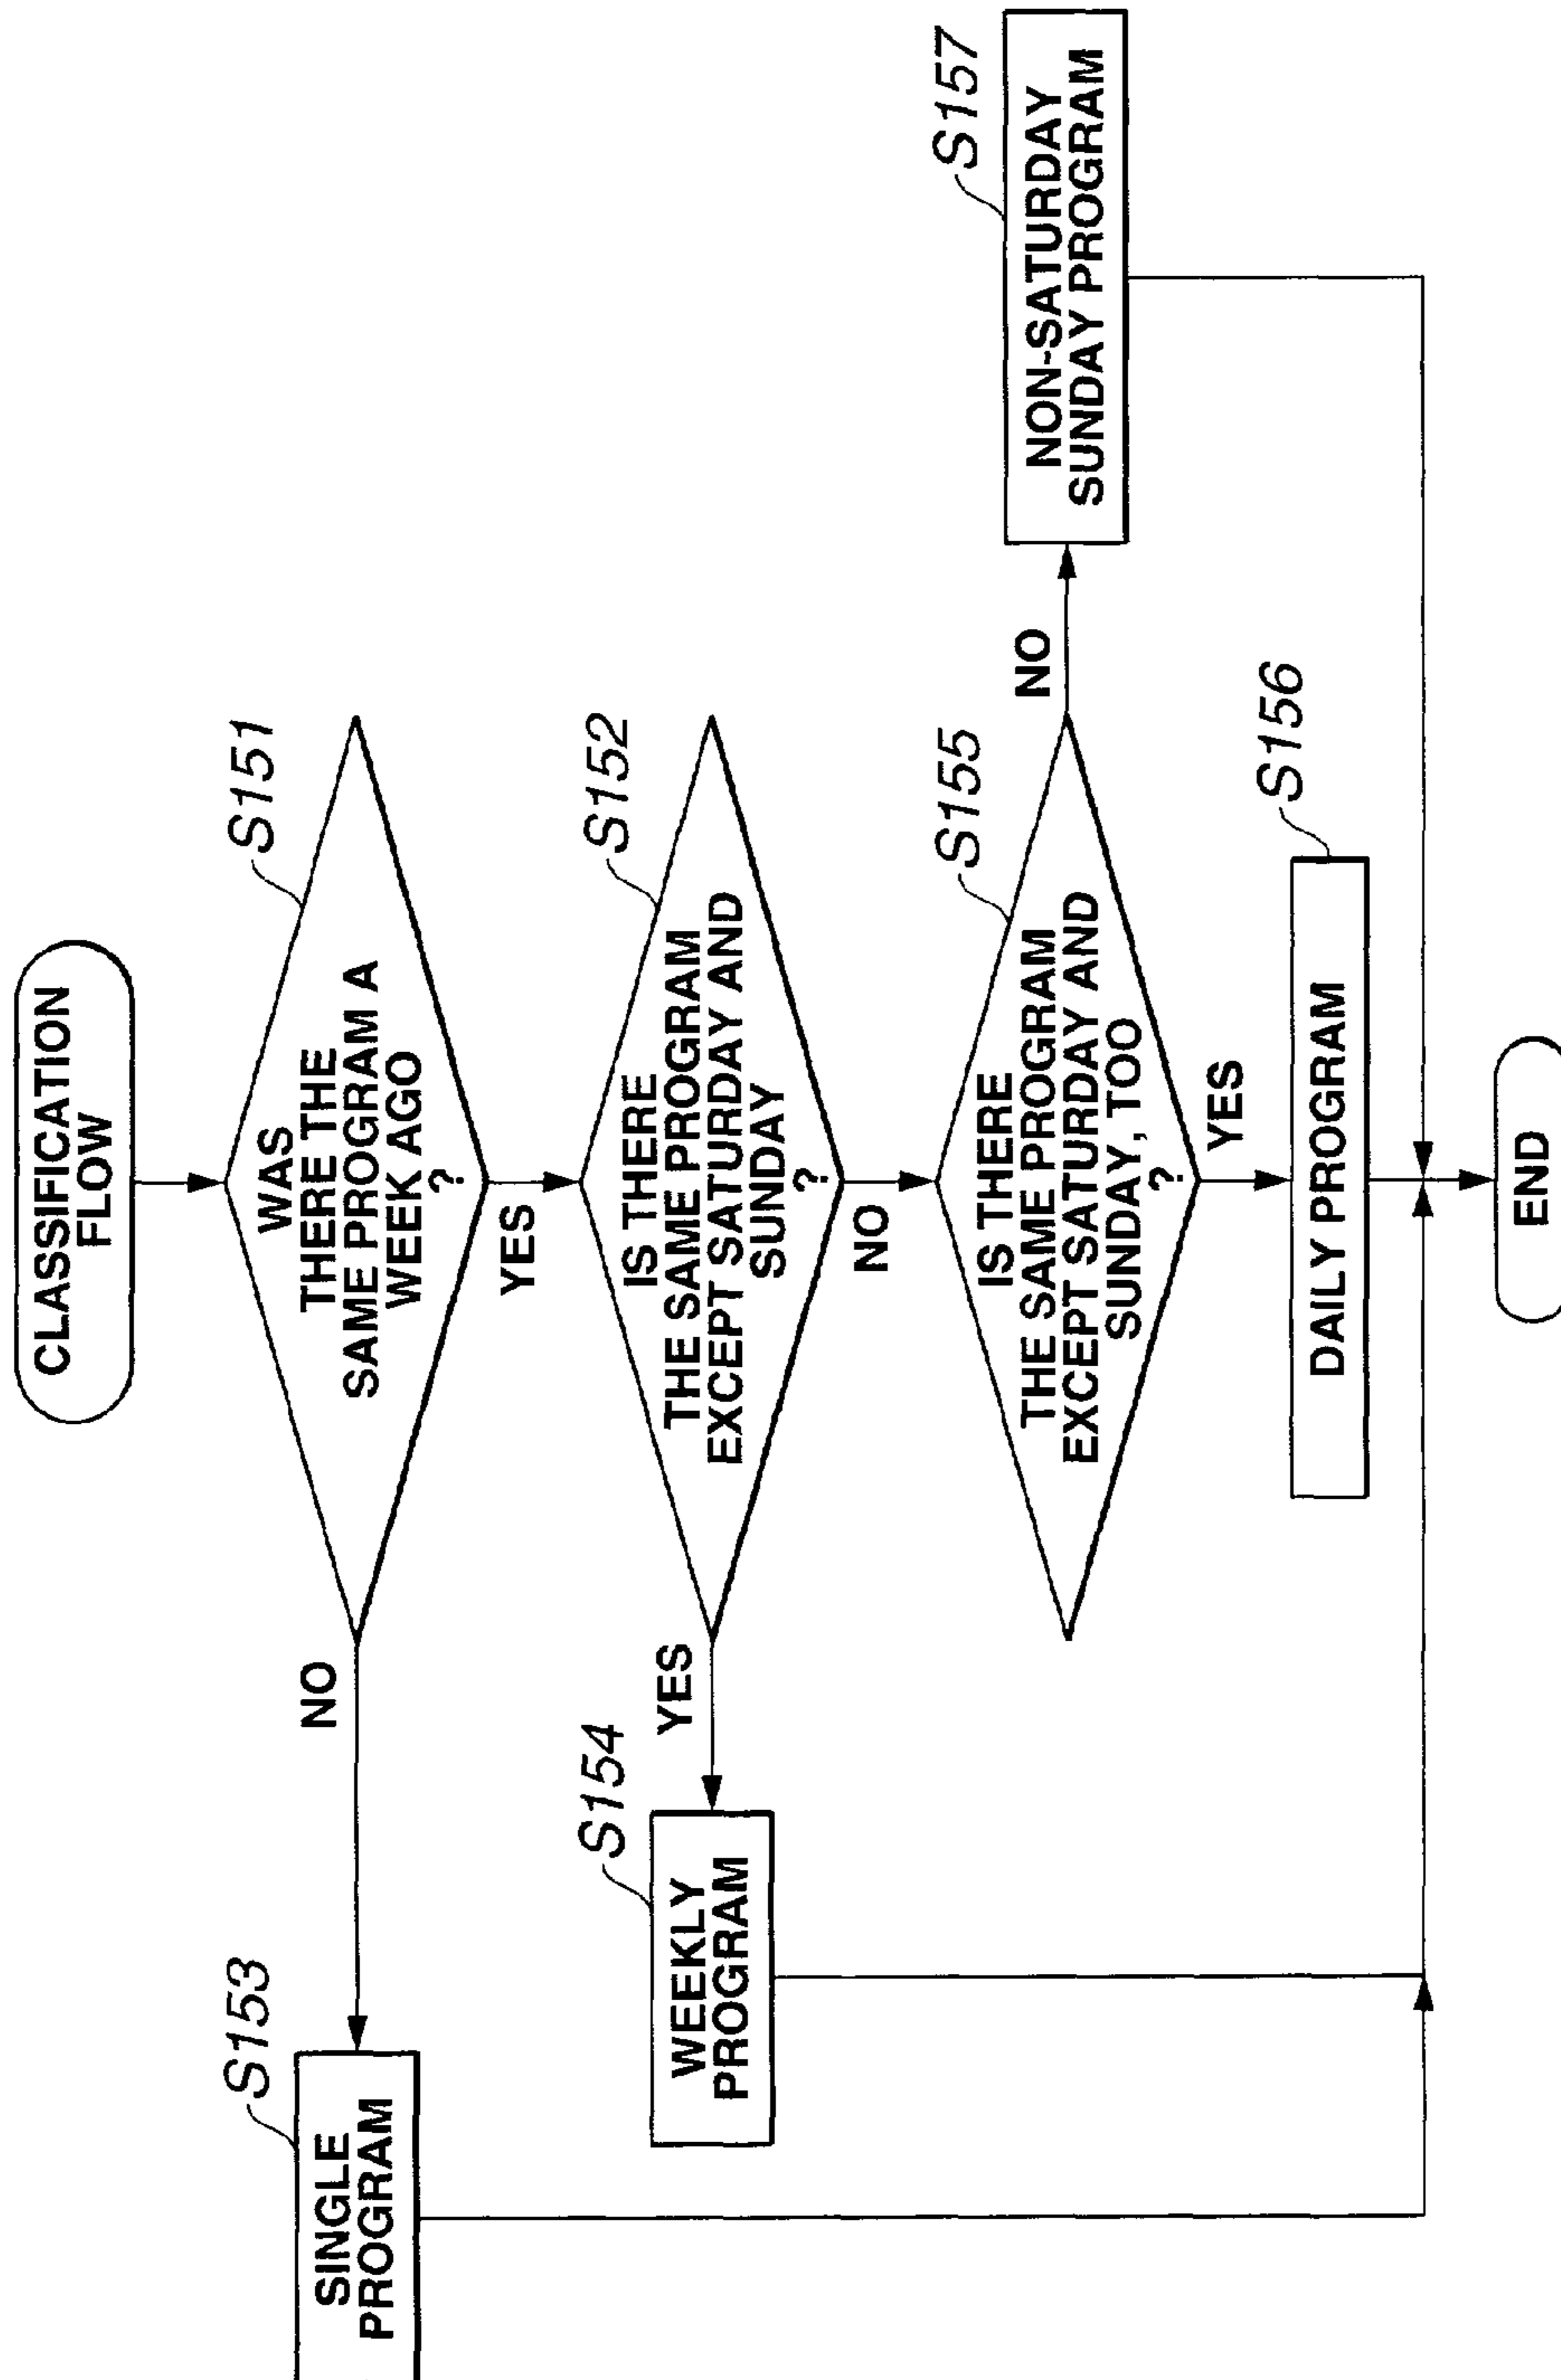 CLASSIFICATION
FLOW
S151
WAS
THERE THE
SAME PROGRAM A
WEEK AGO
?
NO
YES
S153
SINGLE
PROGRAM
S152
IS THERE
THE SAME PROGRAM
EXCEPT SATURDAY AND
SUNDAY
?
YES
NO
S154
WEEKLY
PROGRAM
S155
IS THERE
THE SAME PROGRAM
EXCEPT SATURDAY AND
SUNDAY, TOO
?
NO
YES
S157
NON-SATURDAY
SUNDAY PROGRAM
S156
DAILY PROGRAM
END